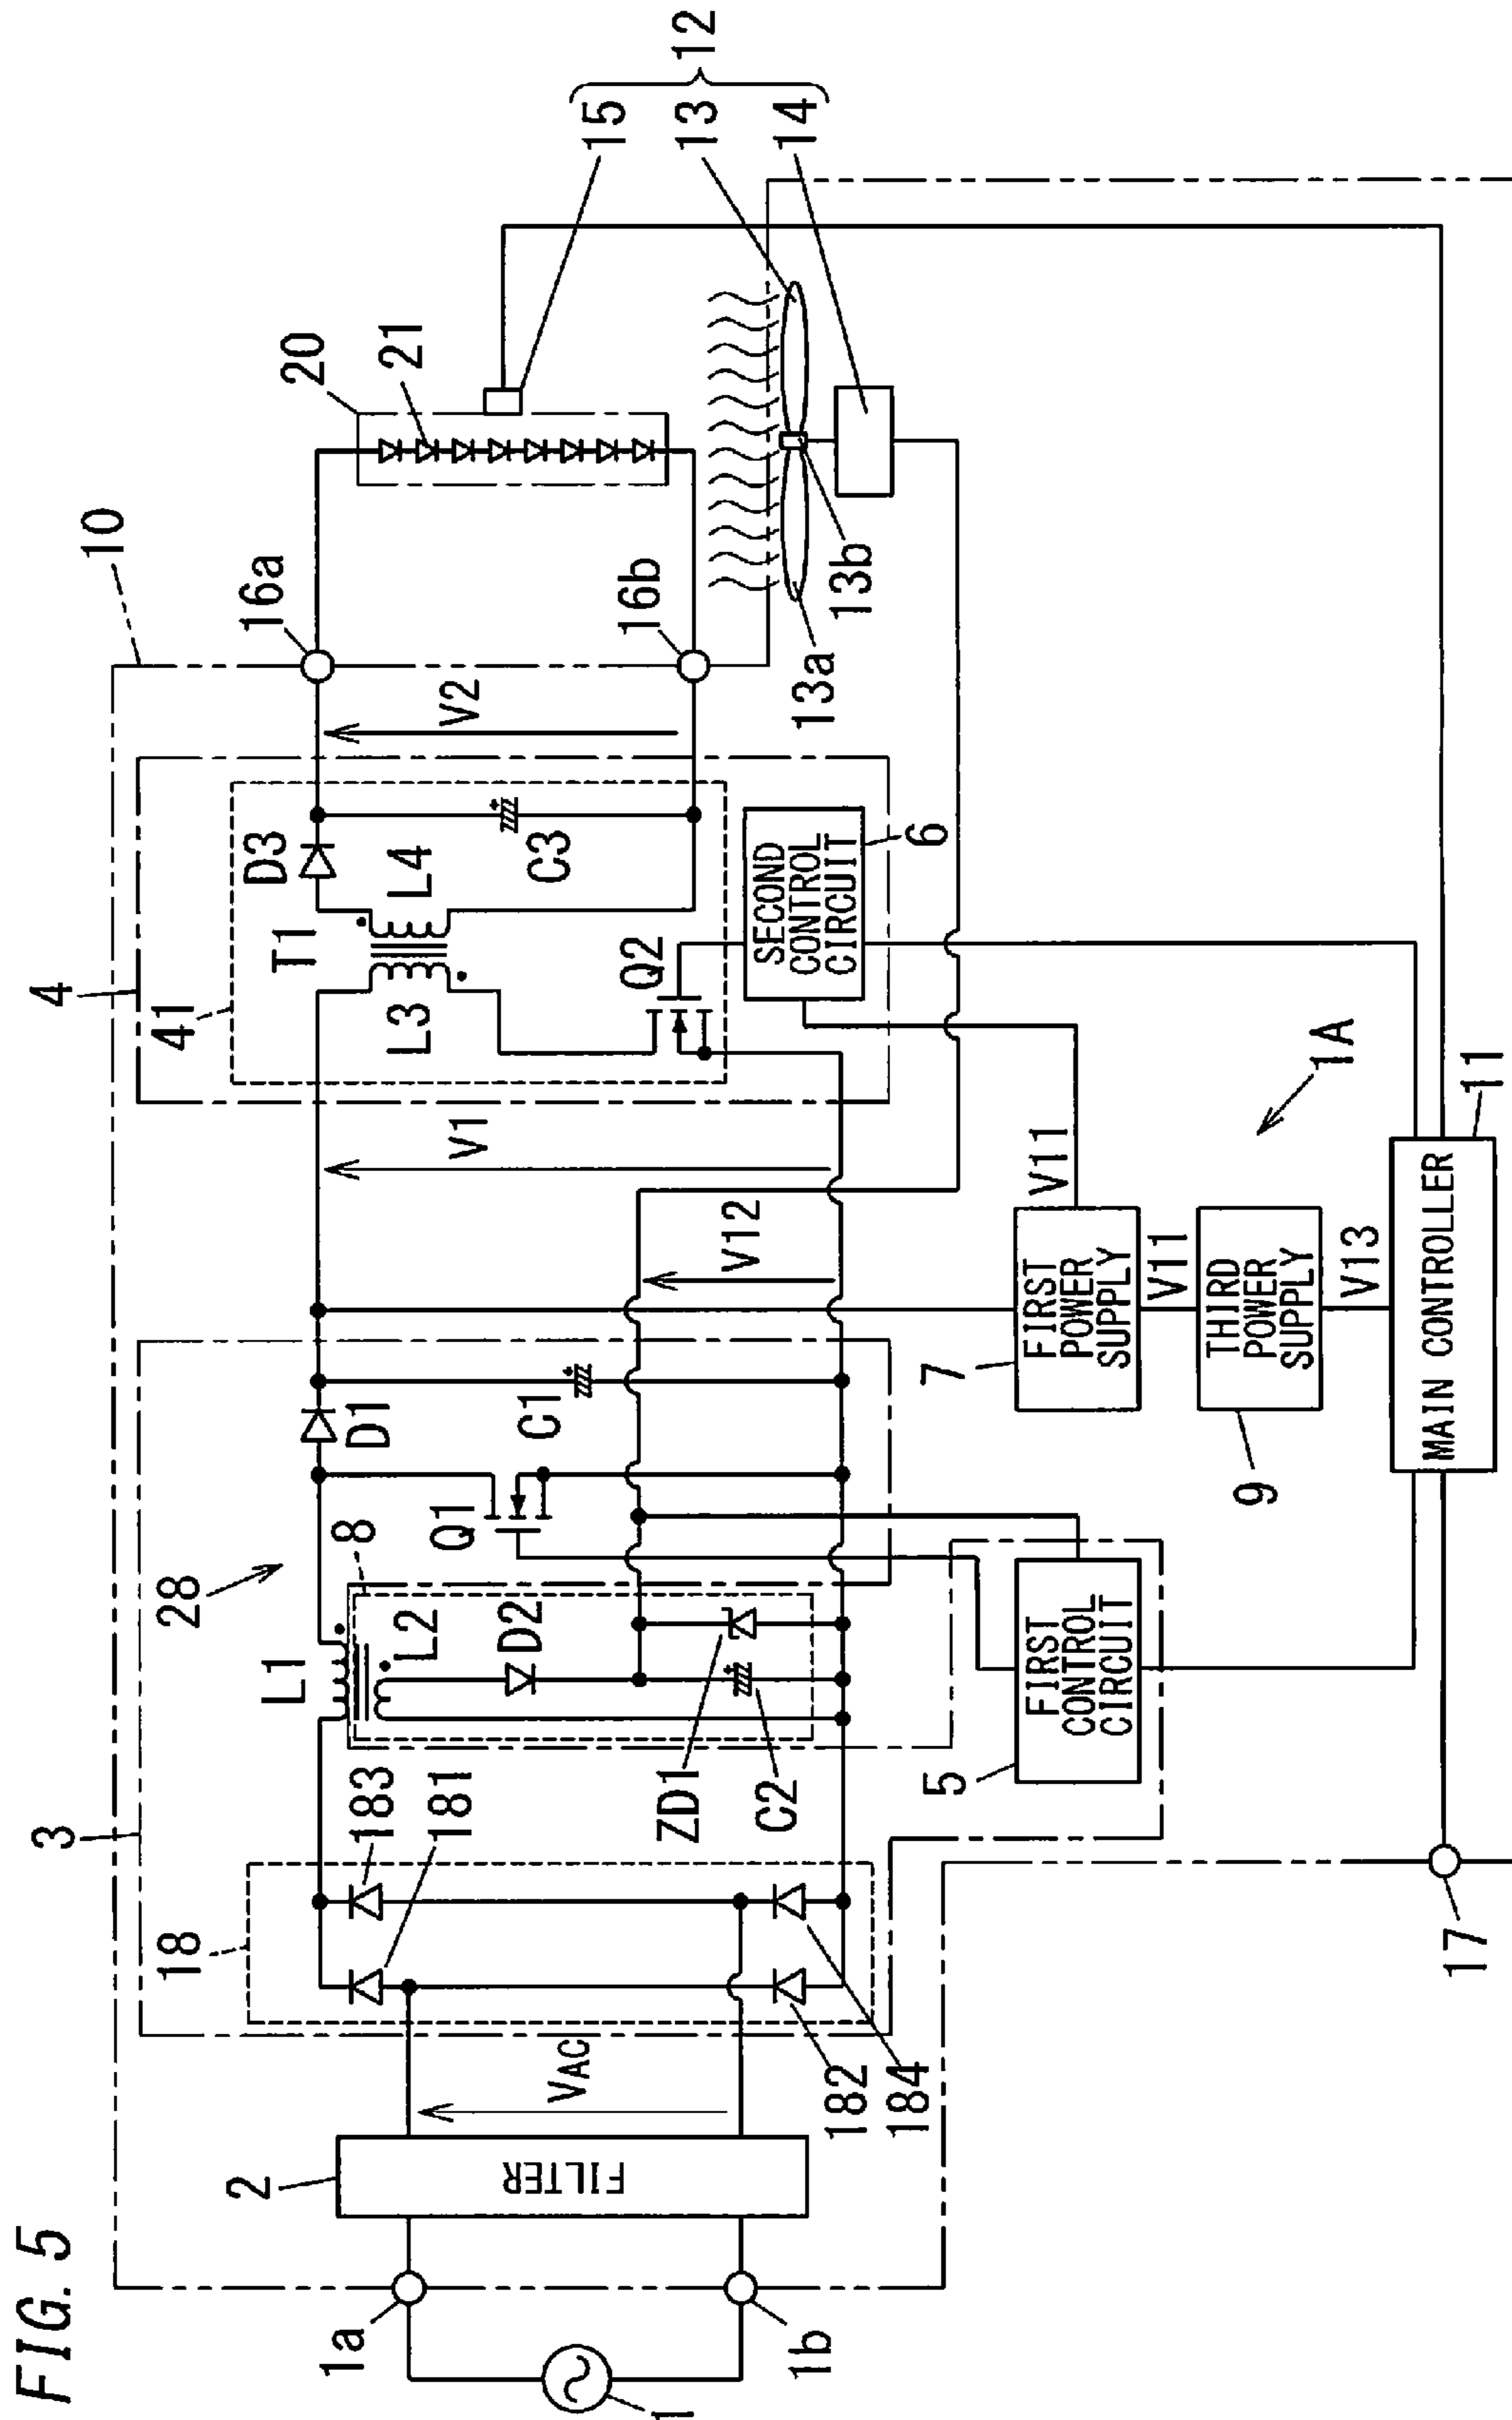 FIG. 5
10
3
28
4
41
18
183
181
L1
8
L2
D2
Q1
D1
C1
V1
T1
L3
L4
D3
C3
Q2
V2
16a
16b
20
21
15
13
14
12
2
FILTER
VAC
182
184
ZD1
C2
V12
SECOND
CONTROL
CIRCUIT
6
13a
13b
1a
1b
1
5
FIRST
CONTROL
CIRCUIT
7
FIRST
POWER
SUPPLY
V11
V11
9
THIRD
POWER
SUPPLY
V13
1A
11
MAIN CONTROLLER
17